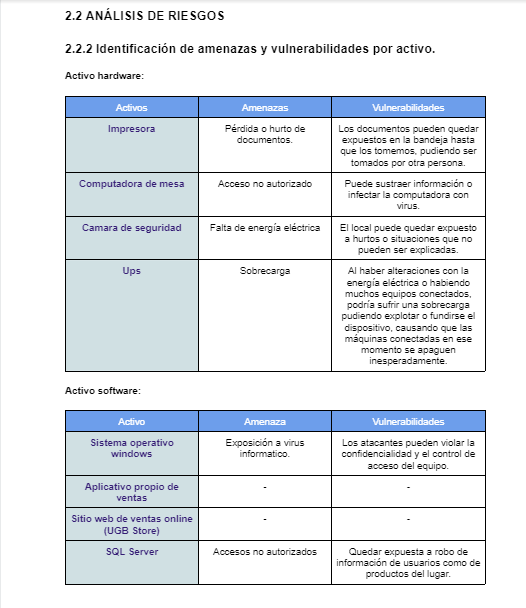 2.2 ANÁLISIS DE RIESGOS
2.2.2 Identificación de amenazas y vulnerabilidades por activo.
Activo hardware:
Activos Amenazas Vulnerabilidades
Impresora
Pérdida o hurto de
documentos.
Los documentos pueden quedar
expuestos en la bandeja hasta
que los tomemos, pudiendo ser
tomados por otra persona.
Computadora de mesa
Acceso no autorizado
Puede sustraer información o
infectar la computadora con
virus.
Camara de seguridad
Falta de energía eléctrica
El local puede quedar expuesto
a hurtos o situaciones que no
pueden ser explicadas.
Ups
Sobrecarga
Al haber alteraciones con la
energía eléctrica o habiendo
muchos equipos conectados,
podría sufrir una sobrecarga
pudiendo explotar o fundirse el
dispositivo, causando que las
máquinas conectadas en ese
momento se apaguen
inesperadamente.
Activo software:
Activo Amenaza Vulnerabilidades
Sistema operativo
windows
Exposición a virus
informatico.
Los atacantes pueden violar la
confidencialidad y el control de
acceso del equipo.
Aplicativo propio de
ventas
-
-
Sitio web de ventas online
(UGB Store)
-
-
SQL Server
Accesos no autorizados
Quedar expuesta a robo de
información de usuarios como de
productos del lugar.